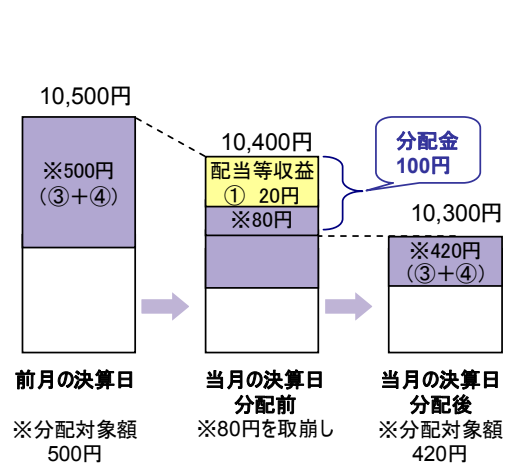 10,500円
※500円
(③+④)
前月の決算日
※分配対象額
500円
10,400円
配当等収益
① 20円
※80円
当月の決算日
分配前
※80円を取崩し
分配金
100円
10,300円
※420円
(③+④)
当月の決算日
分配後
※分配対象額
420円